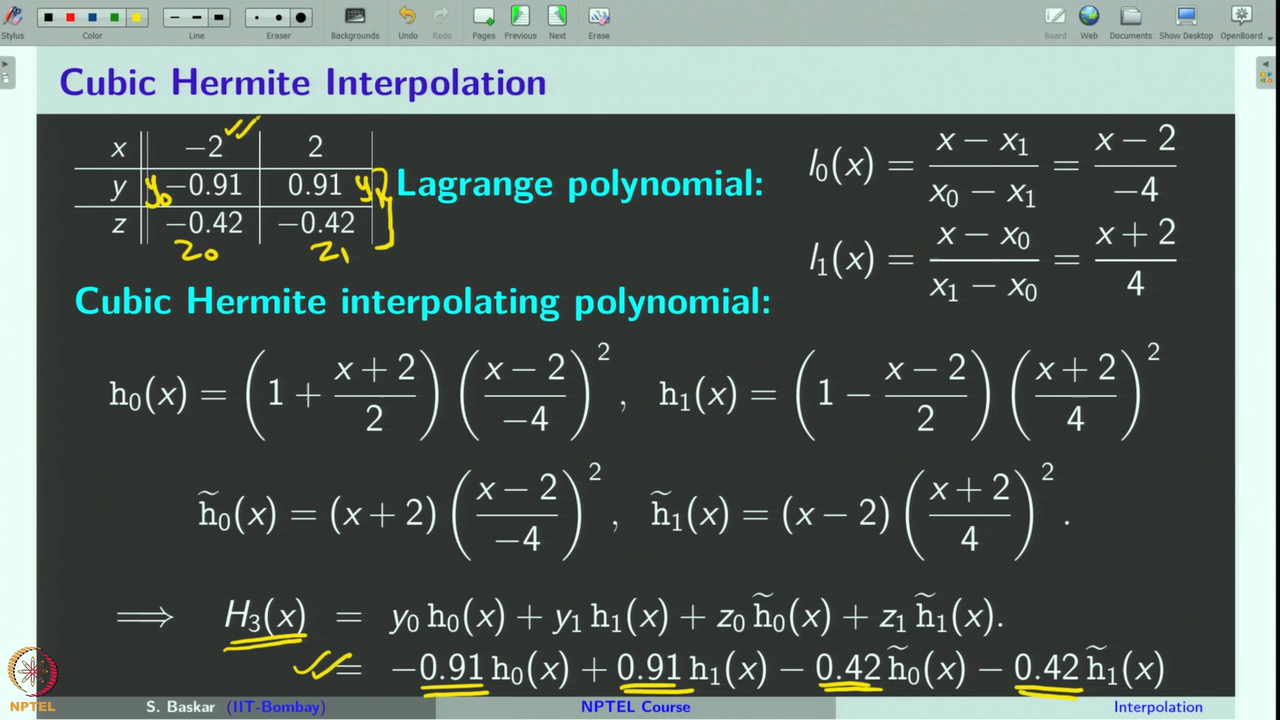 Stylus Color Line Eraser Backgrounds Undo Redo Pages Previous Next Erase Board Web Documents Show Desktop OpenBoard
Cubic Hermite Interpolation
x −2 2
y y₀ −0.91 0.91 y₁
z −0.42 −0.42
z₀ z₁
Lagrange polynomial:
l₀(x) = (x − x₁)/(x₀ − x₁) = (x − 2)/(−4)
l₁(x) = (x − x₀)/(x₁ − x₀) = (x + 2)/4
Cubic Hermite interpolating polynomial:
h₀(x) = (1 + (x + 2)/2) ((x − 2)/(−4))², h₁(x) = (1 − (x − 2)/2) ((x + 2)/4)²
h̃₀(x) = (x + 2) ((x − 2)/(−4))², h̃₁(x) = (x − 2) ((x + 2)/4)².
⟹ H₃(x) = y₀ h₀(x) + y₁ h₁(x) + z₀ h̃₀(x) + z₁ h̃₁(x).
= −0.91 h₀(x) + 0.91 h₁(x) − 0.42 h̃₀(x) − 0.42 h̃₁(x)
NPTEL
S. Baskar (IIT-Bombay) NPTEL Course Interpolation